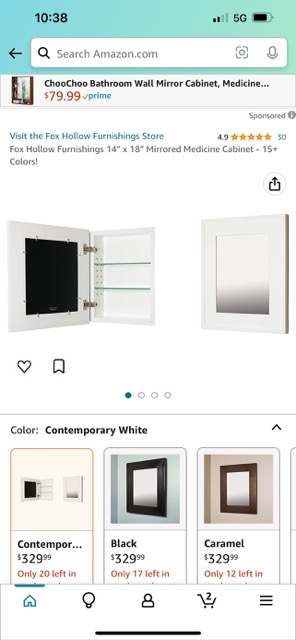 10:38
5G
Search Amazon.com
ChooChoo Bathroom Wall Mirror Cabinet, Medicine...
$79.99 prime
Sponsored
Visit the Fox Hollow Furnishings Store
4.9 30
Fox Hollow Furnishings 14" x 18" Mirrored Medicine Cabinet - 15+
Colors!
Color: Contemporary White
Contempor...
$329.99
Only 20 left in
Black
$329.99
Only 17 left in
Caramel
$329.99
Only 12 left in
2